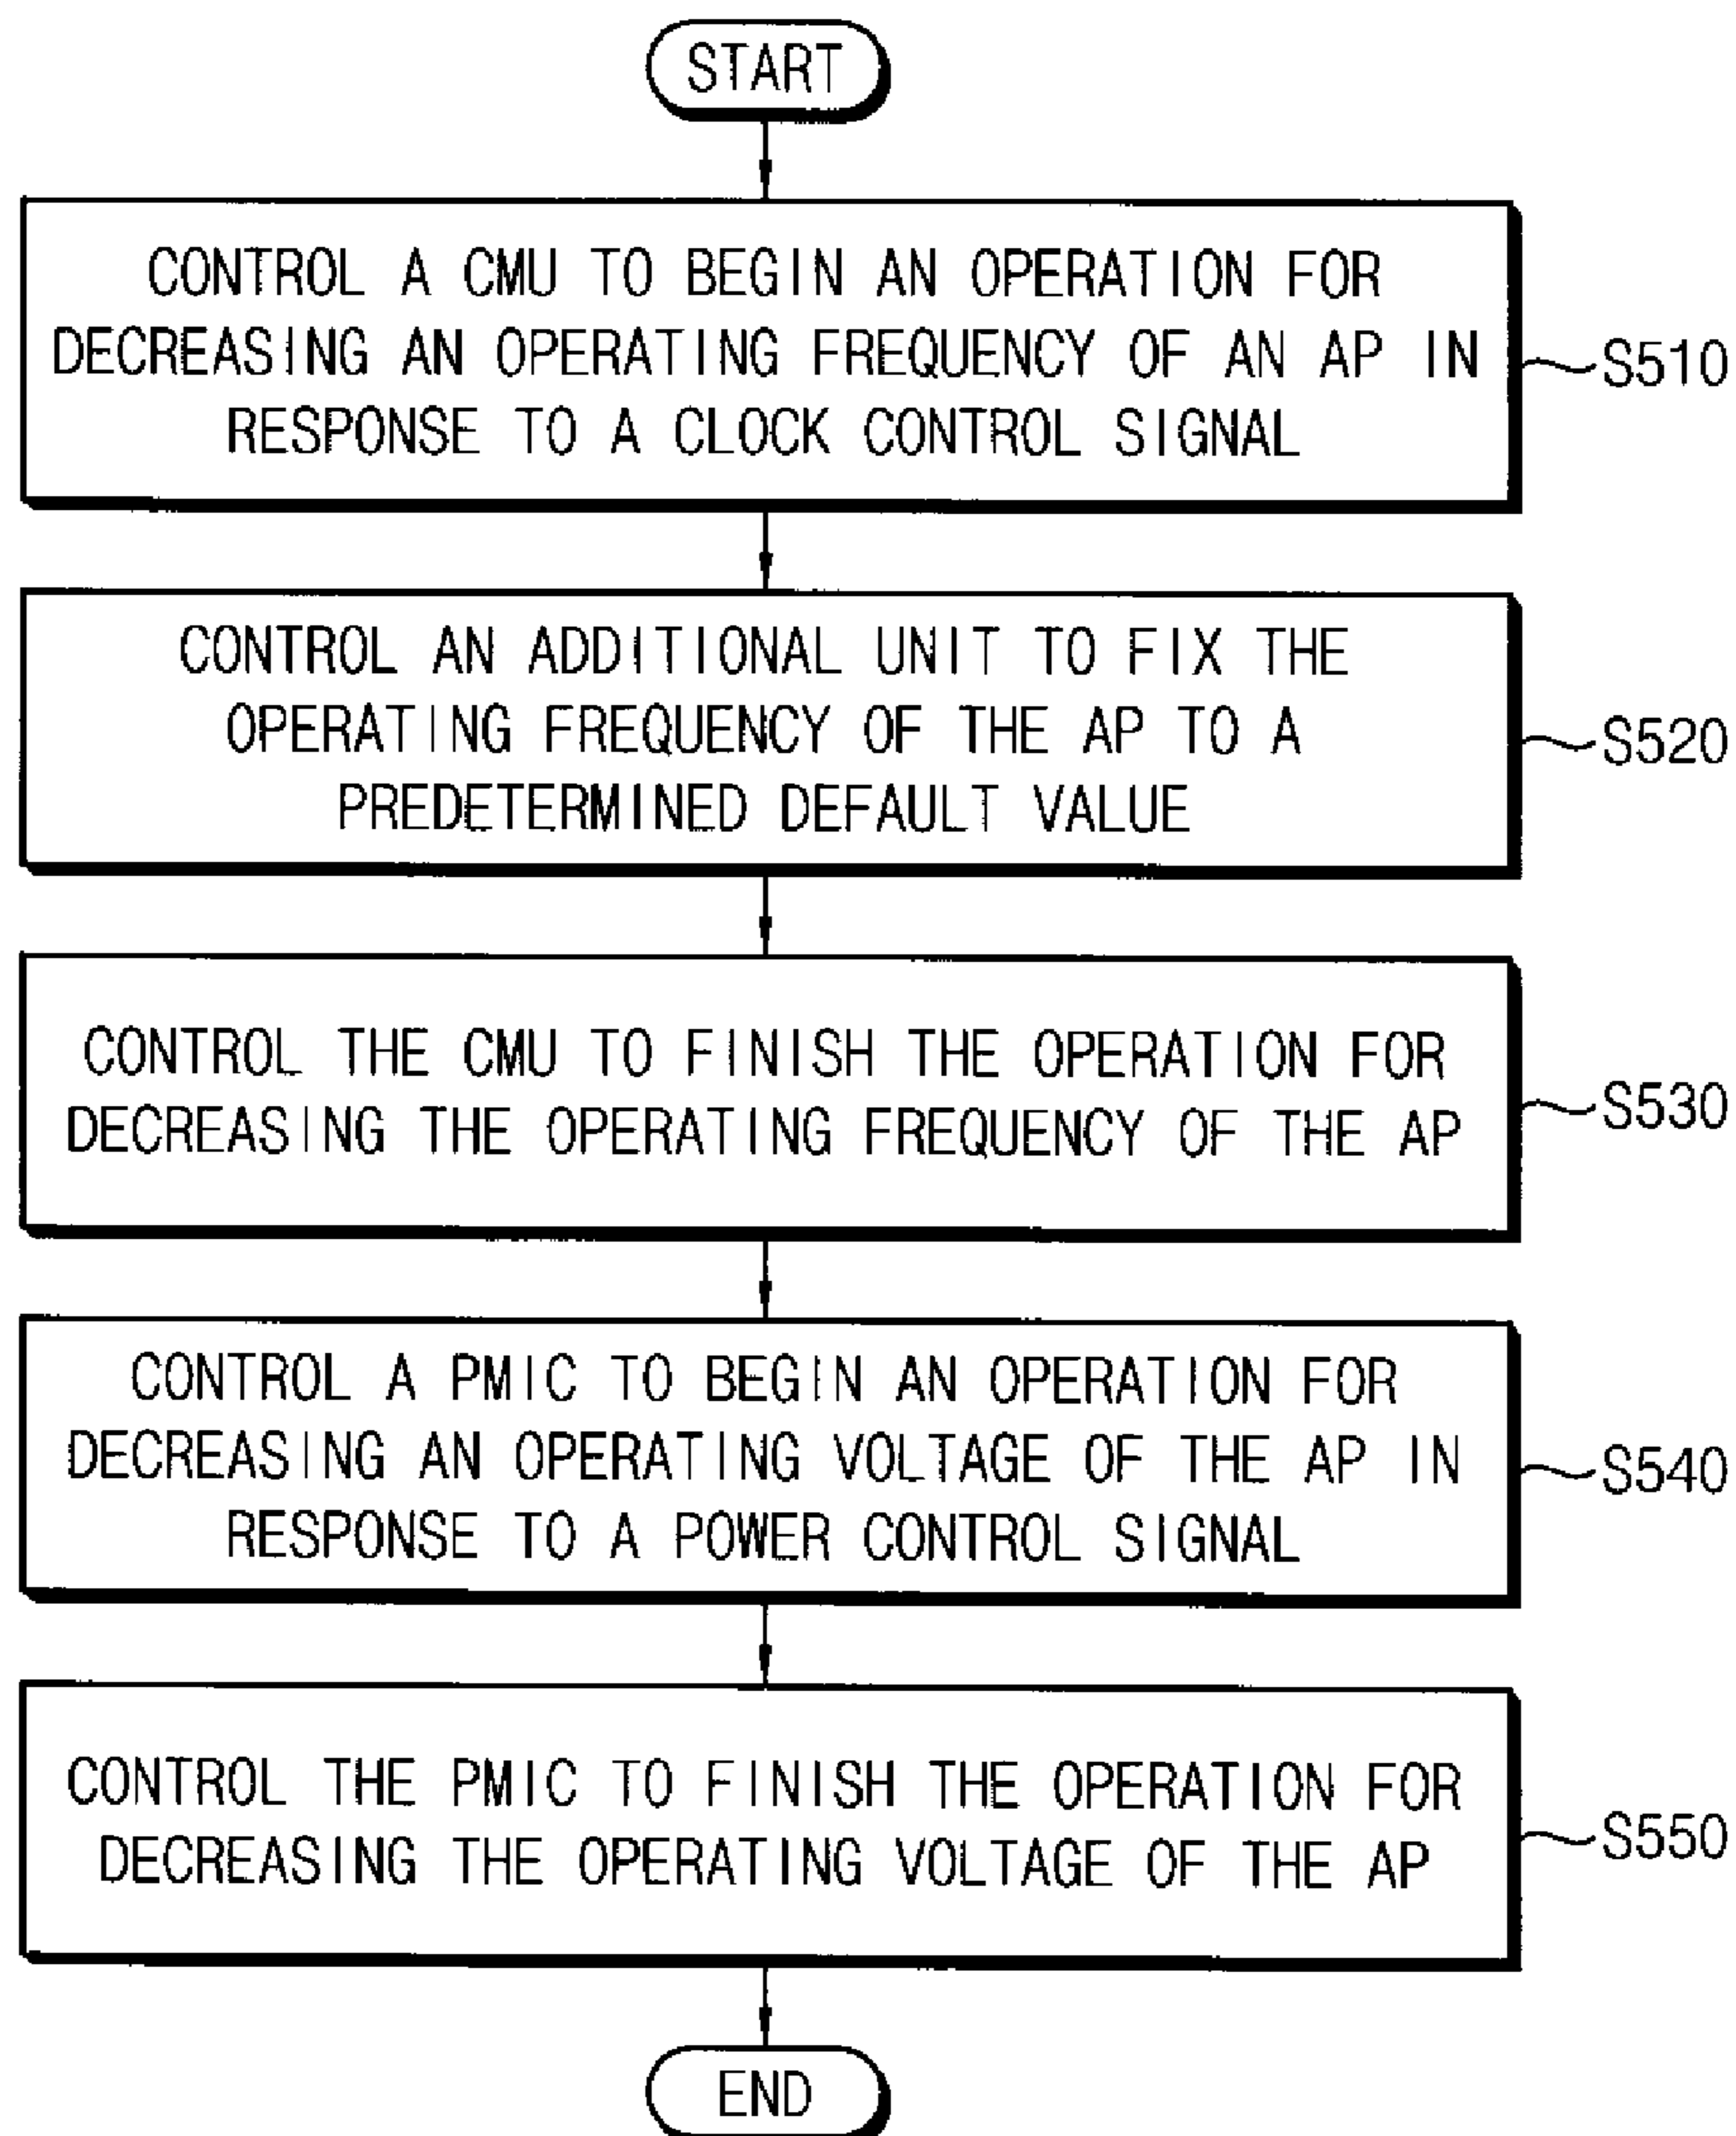 START
CONTROL A CMU TO BEGIN AN OPERATION FOR
DECREASING AN OPERATING FREQUENCY OF AN AP IN
RESPONSE TO A CLOCK CONTROL SIGNAL
S510
CONTROL AN ADDITIONAL UNIT TO FIX THE
OPERATING FREQUENCY OF THE AP TO A
PREDETERMINED DEFAULT VALUE
S520
CONTROL THE CMU TO FINISH THE OPERATION FOR
DECREASING THE OPERATING FREQUENCY OF THE AP
S530
CONTROL A PMIC TO BEGIN AN OPERATION FOR
DECREASING AN OPERATING VOLTAGE OF THE AP IN
RESPONSE TO A POWER CONTROL SIGNAL
S540
CONTROL THE PMIC TO FINISH THE OPERATION FOR
DECREASING THE OPERATING VOLTAGE OF THE AP
S550
END